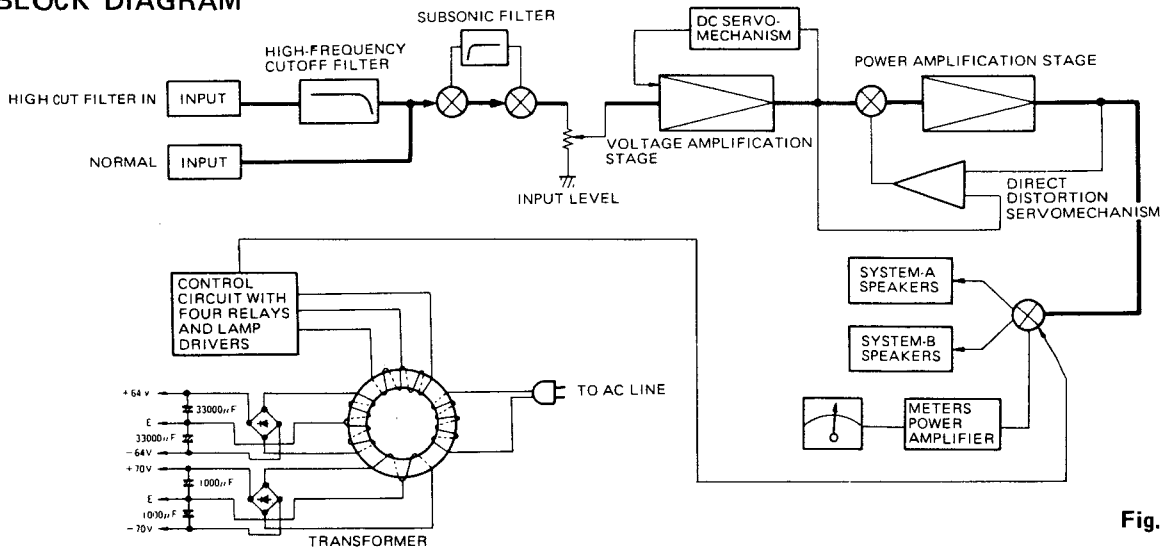 BLOCK DIAGRAM
SUBSONIC FILTER
DC SERVO-
MECHANISM
HIGH-FREQUENCY
CUTOFF FILTER
POWER AMPLIFICATION STAGE
HIGH CUT FILTER IN
INPUT
NORMAL
INPUT
VOLTAGE AMPLIFICATION
STAGE
INPUT LEVEL
DIRECT
DISTORTION
SERVOMECHANISM
CONTROL
CIRCUIT WITH
FOUR RELAYS
AND LAMP
DRIVERS
SYSTEM-A
SPEAKERS
SYSTEM-B
SPEAKERS
TO AC LINE
METERS
POWER
AMPLIFIER
+64V
33000μF
E
33000μF
-64V
+70V
1000μF
E
1000μF
-70V
TRANSFORMER
Fig.